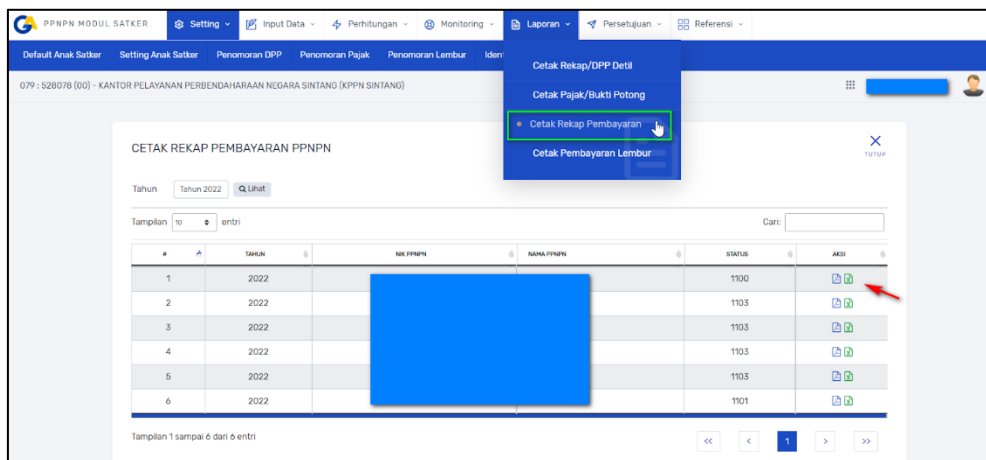 PPNPN MODUL SATKER Setting Input Data Perhitungan Monitoring Laporan Persetujuan Referensi
Default Anak Satker Setting Anak Satker Penomoran DPP Penomoran Pajak Penomoran Lembur
Cetak Rekap/DPP Detil
Cetak Pajak/Bukti Potong
Cetak Rekap Pembayaran
Cetak Pembayaran Lembur
079 : 528078 (00) - KANTOR PELAYANAN PERBENDAHARAAN NEGARA SINTANG (KPPN SINTANG)
CETAK REKAP PEMBAYARAN PPNPN
TUTUP
Tahun Tahun 2022 Lihat
Tampilan 10 entri Cari:
# TAHUN NIK PPNPN NAMA PPNPN STATUS AKSI
1 2022 1100
2 2022 1103
3 2022 1103
4 2022 1103
5 2022 1103
6 2022 1101
Tampilan 1 sampai 6 dari 6 entri << < 1 > >>